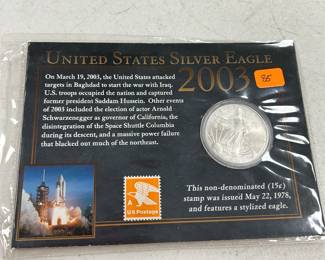 UNITED STATES SILVER EAGLE
2003
85
On March 19, 2003, the United States attacked
targets in Baghdad to start the war with Iraq.
U.S. troops occupied the nation and captured
former president Saddam Hussein. Other events
of 2003 included the election of actor Arnold
Schwarzenegger as governor of California, the
disintegration of the Space Shuttle Columbia
during its descent, and a massive power failure
that blacked out much of the northeast.
A
US Postage
This non-denominated (15¢)
stamp was issued May 22, 1978,
and features a stylized eagle.